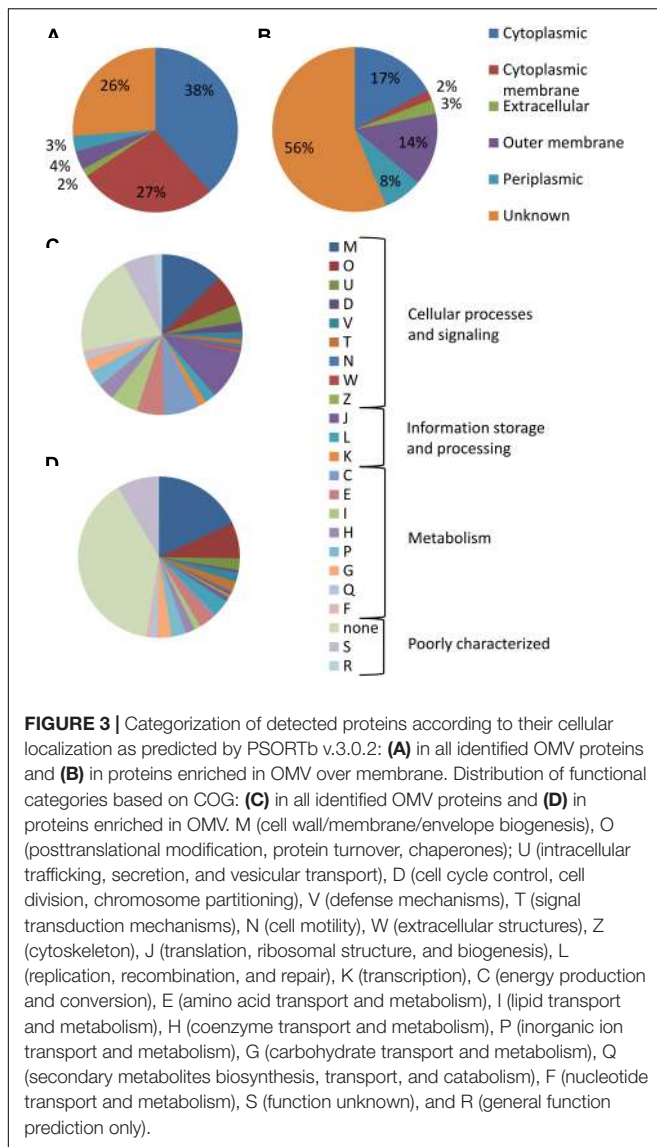 A
B
38%
27%
2%
4%
3%
26%
17%
2%
3%
14%
8%
56%
Cytoplasmic
Cytoplasmic
membrane
Extracellular
Outer membrane
Periplasmic
Unknown
C
D
M
O
U
D
V
T
N
W
Z
J
L
K
C
E
I
H
P
G
Q
F
none
S
R
Cellular processes
and signaling
Information storage
and processing
Metabolism
Poorly characterized
FIGURE 3 | Categorization of detected proteins according to their cellular
localization as predicted by PSORTb v.3.0.2: (A) in all identified OMV proteins
and (B) in proteins enriched in OMV over membrane. Distribution of functional
categories based on COG: (C) in all identified OMV proteins and (D) in
proteins enriched in OMV. M (cell wall/membrane/envelope biogenesis), O
(posttranslational modification, protein turnover, chaperones); U (intracellular
trafficking, secretion, and vesicular transport), D (cell cycle control, cell
division, chromosome partitioning), V (defense mechanisms), T (signal
transduction mechanisms), N (cell motility), W (extracellular structures), Z
(cytoskeleton), J (translation, ribosomal structure, and biogenesis), L
(replication, recombination, and repair), K (transcription), C (energy production
and conversion), E (amino acid transport and metabolism), I (lipid transport
and metabolism), H (coenzyme transport and metabolism), P (inorganic ion
transport and metabolism), G (carbohydrate transport and metabolism), Q
(secondary metabolites biosynthesis, transport, and catabolism), F (nucleotide
transport and metabolism), S (function unknown), and R (general function
prediction only).